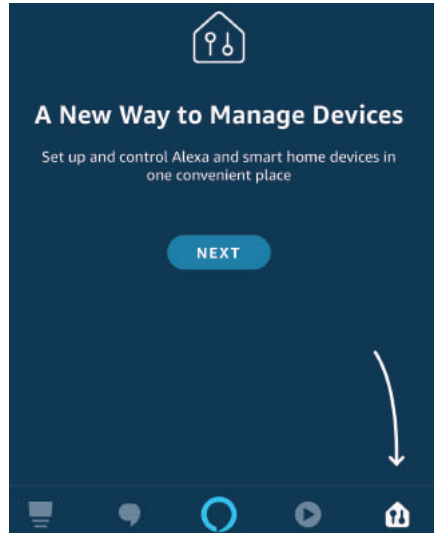 A New Way to Manage Devices
Set up and control Alexa and smart home devices in
one convenient place
NEXT